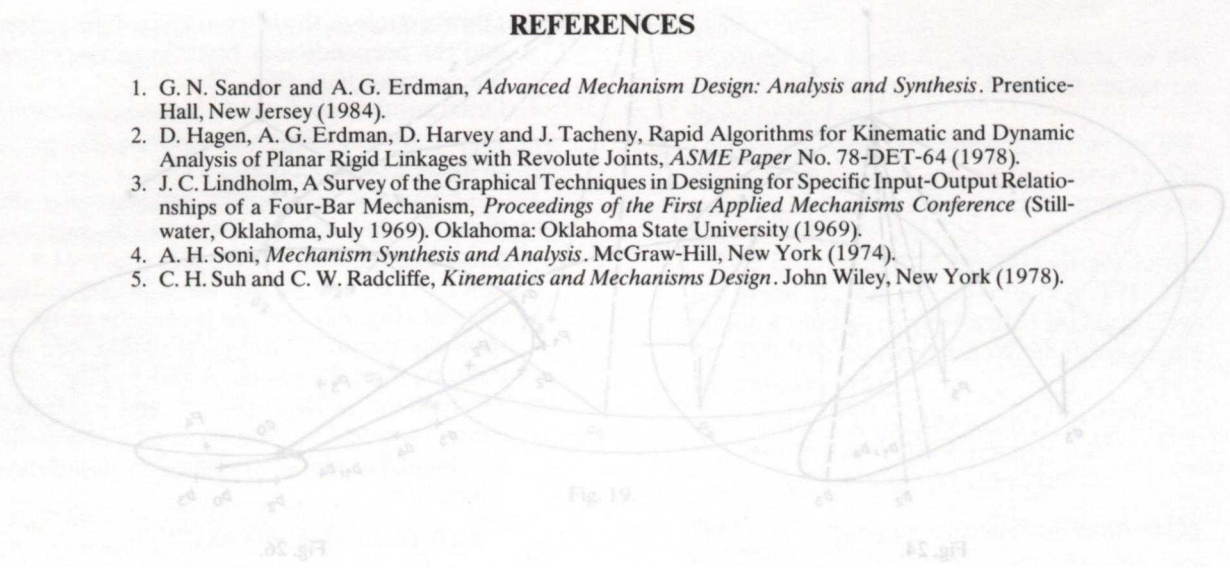 REFERENCES
1. G. N. Sandor and A. G. Erdman, Advanced Mechanism Design: Analysis and Synthesis. Prentice-
Hall, New Jersey (1984).
2. D. Hagen, A. G. Erdman, D. Harvey and J. Tacheny, Rapid Algorithms for Kinematic and Dynamic
Analysis of Planar Rigid Linkages with Revolute Joints, ASME Paper No. 78-DET-64 (1978).
3. J. C. Lindholm, A Survey of the Graphical Techniques in Designing for Specific Input-Output Relatio-
nships of a Four-Bar Mechanism, Proceedings of the First Applied Mechanisms Conference (Still-
water, Oklahoma, July 1969). Oklahoma: Oklahoma State University (1969).
4. A. H. Soni, Mechanism Synthesis and Analysis. McGraw-Hill, New York (1974).
5. C. H. Suh and C. W. Radcliffe, Kinematics and Mechanisms Design. John Wiley, New York (1978).
Fig. 19.
Fig. 26.
Fig. 24.